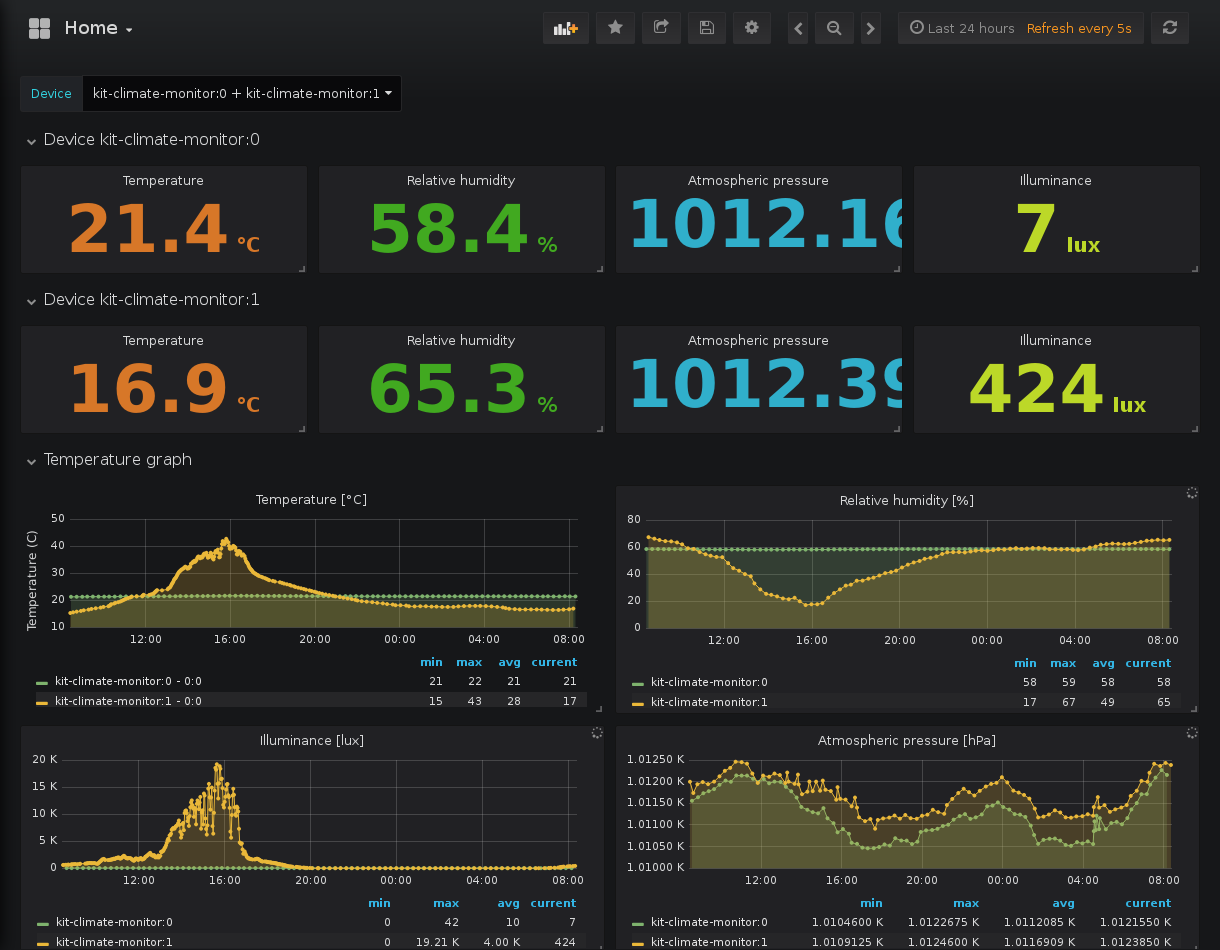 Home
Last 24 hours Refresh every 5s
Device kit-climate-monitor:0 + kit-climate-monitor:1
Device kit-climate-monitor:0
Temperature Relative humidity Atmospheric pressure Illuminance
21.4 °C 58.4 % 1012.16 7 lux
Device kit-climate-monitor:1
Temperature Relative humidity Atmospheric pressure Illuminance
16.9 °C 65.3 % 1012.39 424 lux
Temperature graph
Temperature [°C]
Temperature (C)
50
40
30
20
10
12:00 16:00 20:00 00:00 04:00 08:00
min max avg current
kit-climate-monitor:0 - 0:0 21 22 21 21
kit-climate-monitor:1 - 0:0 15 43 28 17
Relative humidity [%]
80
60
40
20
0
12:00 16:00 20:00 00:00 04:00 08:00
min max avg current
kit-climate-monitor:0 58 59 58 58
kit-climate-monitor:1 17 67 49 65
Illuminance [lux]
20 K
15 K
10 K
5 K
0
12:00 16:00 20:00 00:00 04:00 08:00
min max avg current
kit-climate-monitor:0 0 42 10 7
kit-climate-monitor:1 0 19.21 K 4.00 K 424
Atmospheric pressure [hPa]
1.01250 K
1.01200 K
1.01150 K
1.01100 K
1.01050 K
1.01000 K
12:00 16:00 20:00 00:00 04:00 08:00
min max avg current
kit-climate-monitor:0 1.0104600 K 1.0122675 K 1.0112085 K 1.0121550 K
kit-climate-monitor:1 1.0109125 K 1.0124600 K 1.0116909 K 1.0123850 K